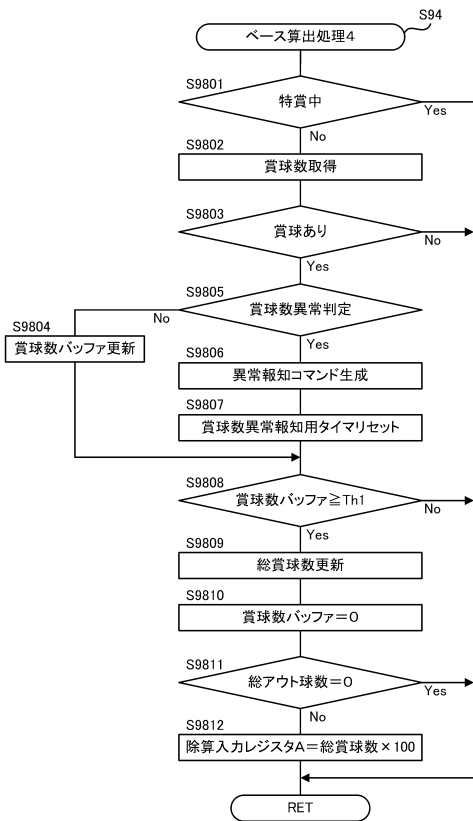 S94
ベース算出処理4
S9801
特賞中
Yes
No
S9802
賞球数取得
S9803
賞球あり
No
Yes
S9805
賞球数異常判定
No
Yes
S9804
賞球数バッファ更新
S9806
異常報知コマンド生成
S9807
賞球数異常報知用タイマリセット
S9808
賞球数バッファ≧Th1
No
Yes
S9809
総賞球数更新
S9810
賞球数バッファ=0
S9811
総アウト球数=0
Yes
No
S9812
除算入力レジスタA=総賞球数×100
RET